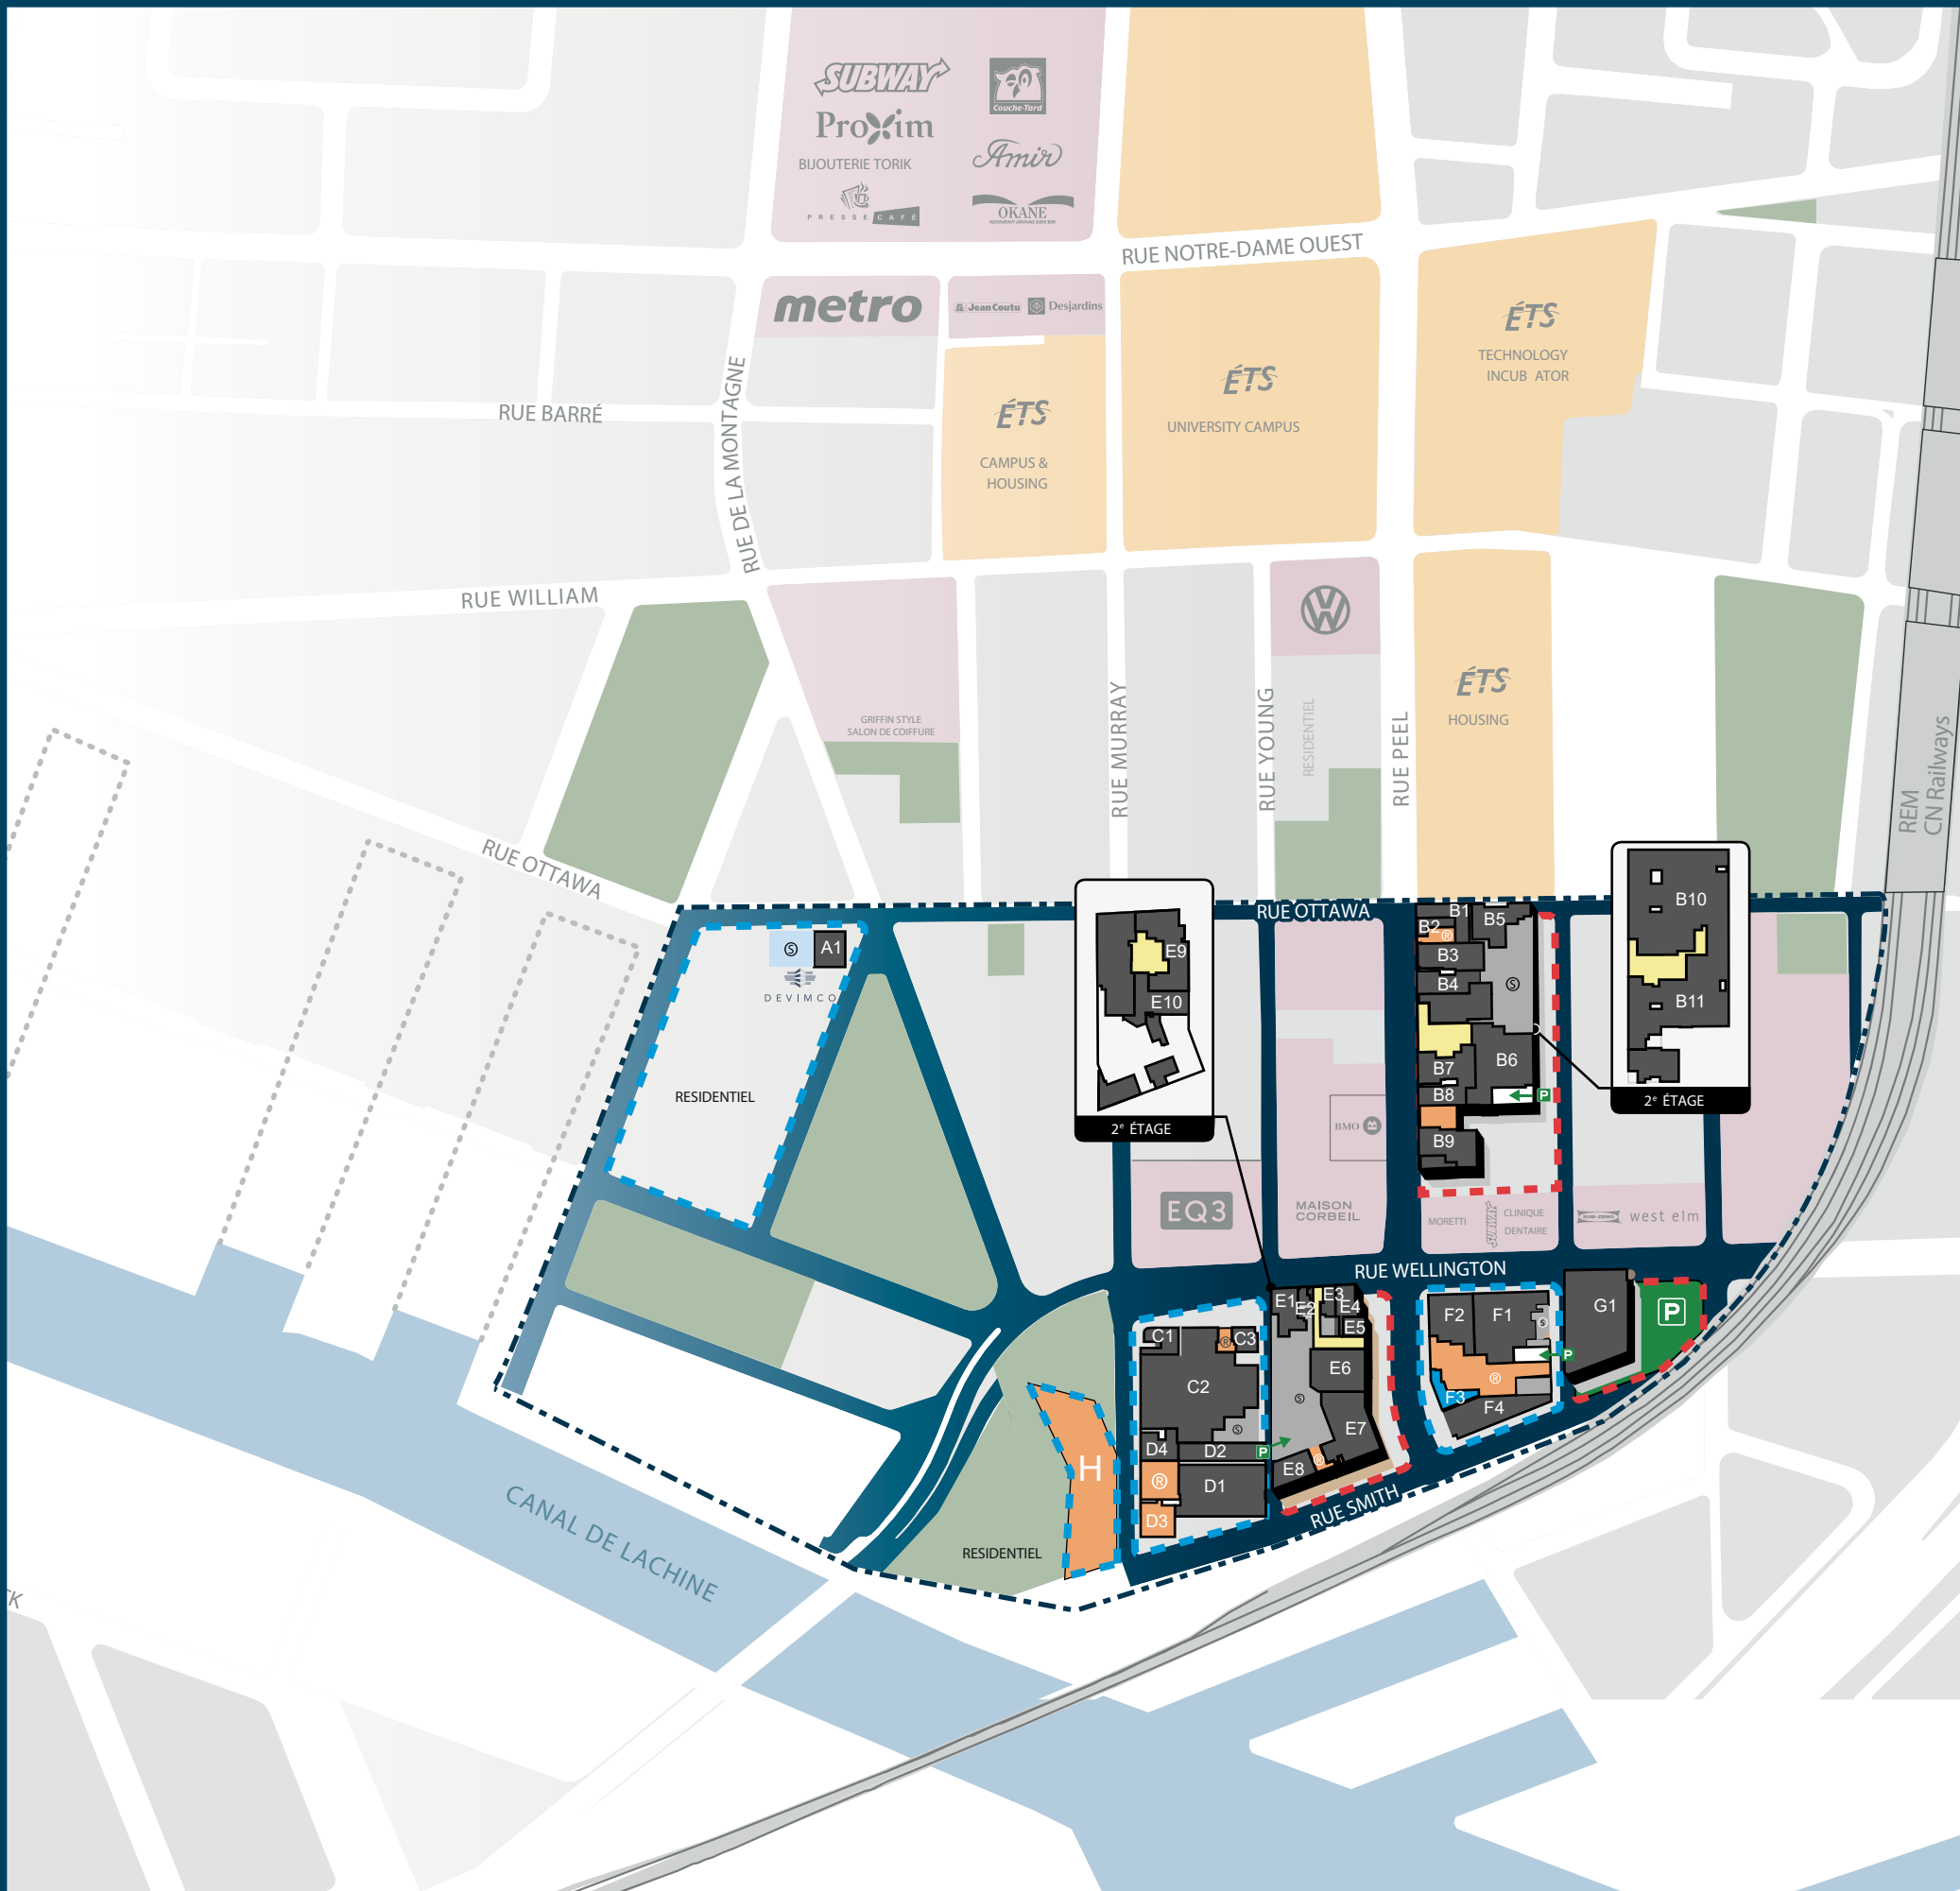 SUBWAY
Couche-Tard
Proxim
Amir
BIJOUTERIE TORIK
PRESSE CAFÉ
OKANE
RUE NOTRE-DAME OUEST
metro
Jean Coutu
Desjardins
ÉTS
TECHNOLOGY
INCUB ATOR
ÉTS
UNIVERSITY CAMPUS
ÉTS
CAMPUS &
HOUSING
RUE BARRÉ
RUE DE LA MONTAGNE
RUE WILLIAM
ÉTS
HOUSING
GRIFFIN STYLE
SALON DE COIFFURE
RUE MURRAY
RUE YOUNG
RESIDENTIEL
RUE PEEL
REM
CN Railways
RUE OTTAWA
RUE OTTAWA
S
A1
DEVIMCO
RESIDENTIEL
E9
E10
2e ÉTAGE
B10
B11
2e ÉTAGE
B1
B2
R
B5
B3
B4
S
B6
B7
B8
P
B9
BMO
EQ3
MAISON
CORBEIL
MORETTI
SUBWAY
CLINIQUE
DENTAIRE
west elm
RUE WELLINGTON
C1
R
C3
C2
S
D4
D2
P
R
D1
D3
E1
E2
E3
E4
E5
E6
S
E7
E8
R
F2
F1
S
P
R
F3
F4
G1
P
H
RUE SMITH
RESIDENTIEL
CANAL DE LACHINE